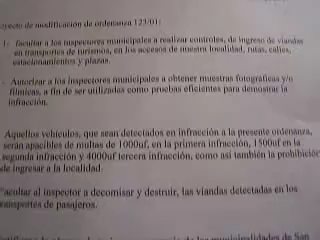 oyecto de modificación de ordenanza 123/01:
1- facultar a los inspectores municipales a realizar controles, de ingreso de viandas
en transportes de turismos, en los accesos de nuestra localidad, rutas, calles,
estacionamientos y plazas.
- Autorizar a los inspectores municipales a obtener muestras fotográficas y/o
fílmicas, a fin de ser utilizadas como pruebas eficientes para demostrar la
infracción.
Aquellos vehículos, que sean detectados en infracción a la presente ordenanza,
serán apacibles de multas de 1000uf, en la primera infracción, 1500uf en la
segunda infracción y 4000uf tercera infracción, como así también la prohibición
de ingresar a la localidad.
Facultar al inspector a decomisar y destruir, las viandas detectadas en los
transportes de pasajeros.
municipalidades de San